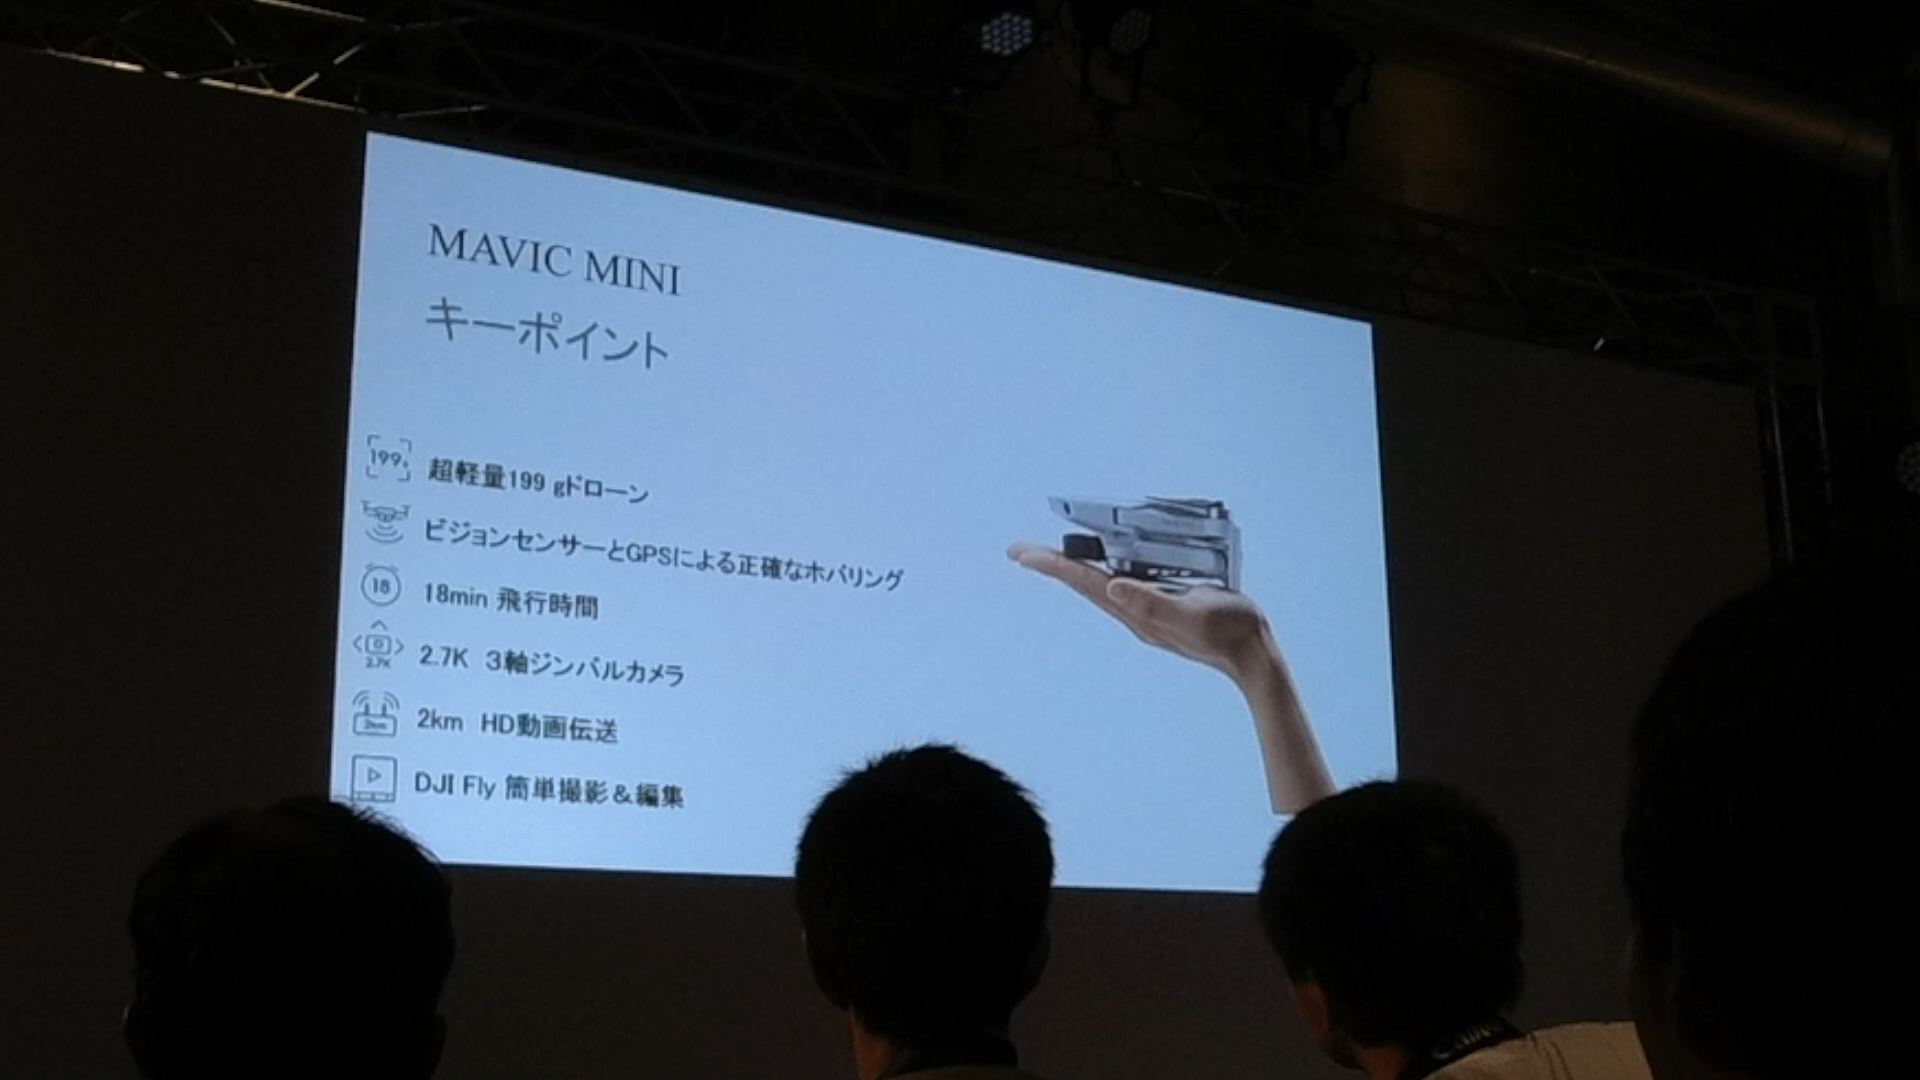 MAVIC MINI
キーポイント
199g
超軽量199 gドローン
ビジョンセンサーとGPSによる正確なホバリング
18
18min 飛行時間
2.7K
2.7K 3軸ジンバルカメラ
2km
2km HD動画伝送
DJI Fly 簡単撮影&編集